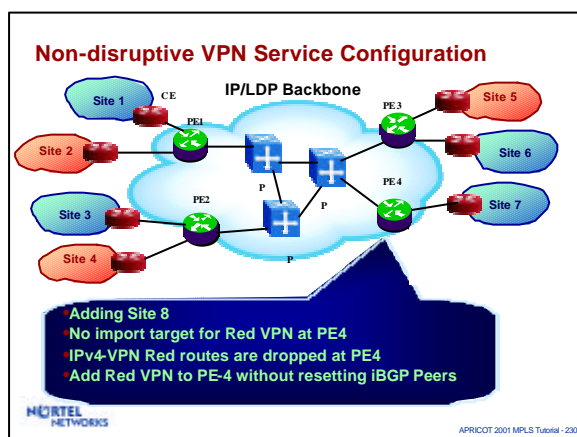 Non-disruptive VPN Service Configuration
IP/LDP Backbone
Site 1
CE
PE1
PE3
Site 5
Site 2
Site 6
P
P
PE4
Site 3
PE2
Site 7
Site 4
P
•Adding Site 8
•No import target for Red VPN at PE4
•IPv4-VPN Red routes are dropped at PE4
•Add Red VPN to PE-4 without resetting iBGP Peers
NORTEL
NETWORKS
APRICOT 2001 MPLS Tutorial - 230